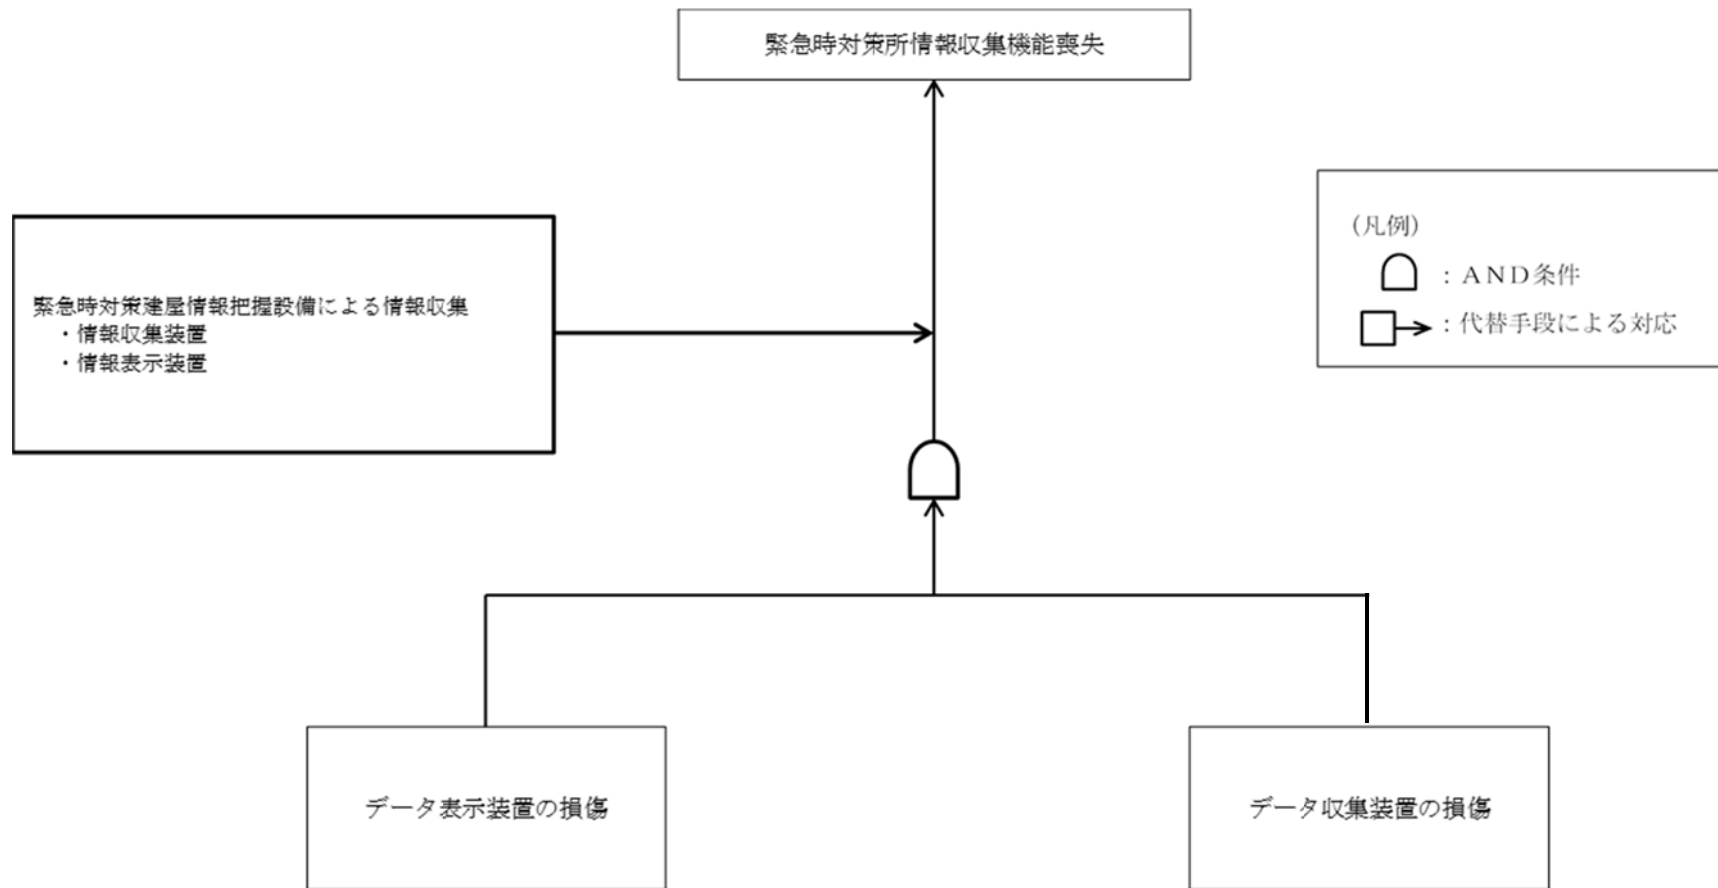 緊急時対策所情報収集機能喪失
緊急時対策建屋情報把握設備による情報収集
・情報収集装置
・情報表示装置
(凡例)
：ＡＮＤ条件
：代替手段による対応
データ表示装置の損傷
データ収集装置の損傷